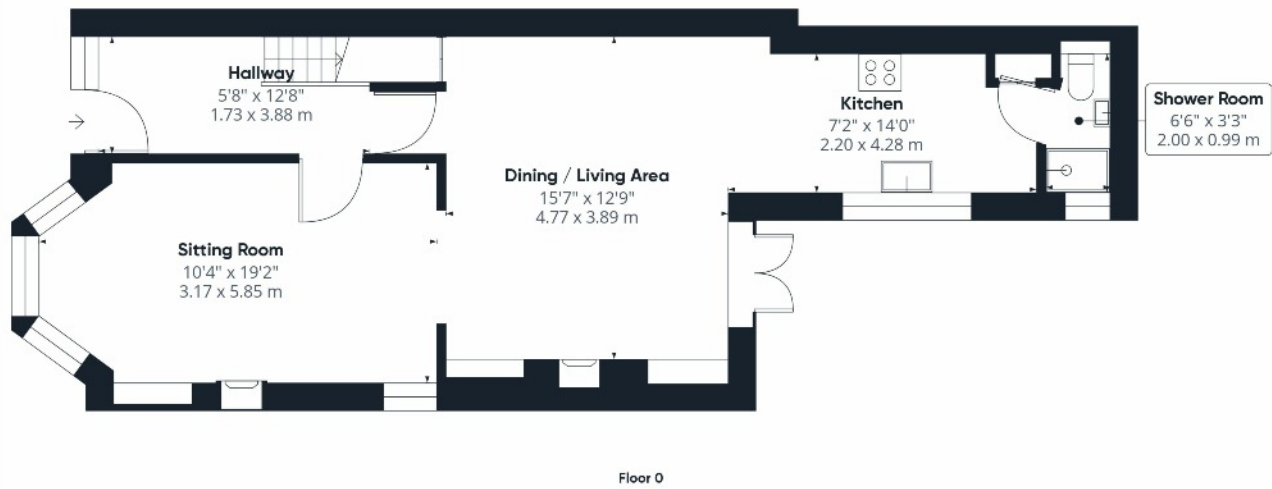 Hallway
5'8" x 12'8"
1.73 x 3.88 m
Kitchen
7'2" x 14'0"
2.20 x 4.28 m
Shower Room
6'6" x 3'3"
2.00 x 0.99 m
Dining / Living Area
15'7" x 12'9"
4.77 x 3.89 m
Sitting Room
10'4" x 19'2"
3.17 x 5.85 m
Floor 0